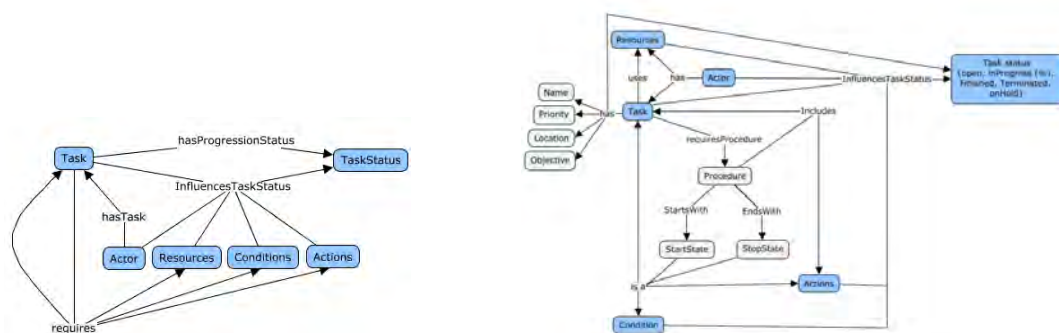 hasProgressionStatus
Task
TaskStatus
InfluencesTaskStatus
hasTask
Actor
Resources
Conditions
Actions
requires
Resources
Task status
(open, InProgress (%),
Finished, Terminated,
onHold)
has
Actor
InfluencesTaskStatus
uses
Name
Priority
has
Task
Includes
Location
Objective
requiresProcedure
Procedure
StartsWith
EndsWith
StartState
StopState
is a
Actions
Condition